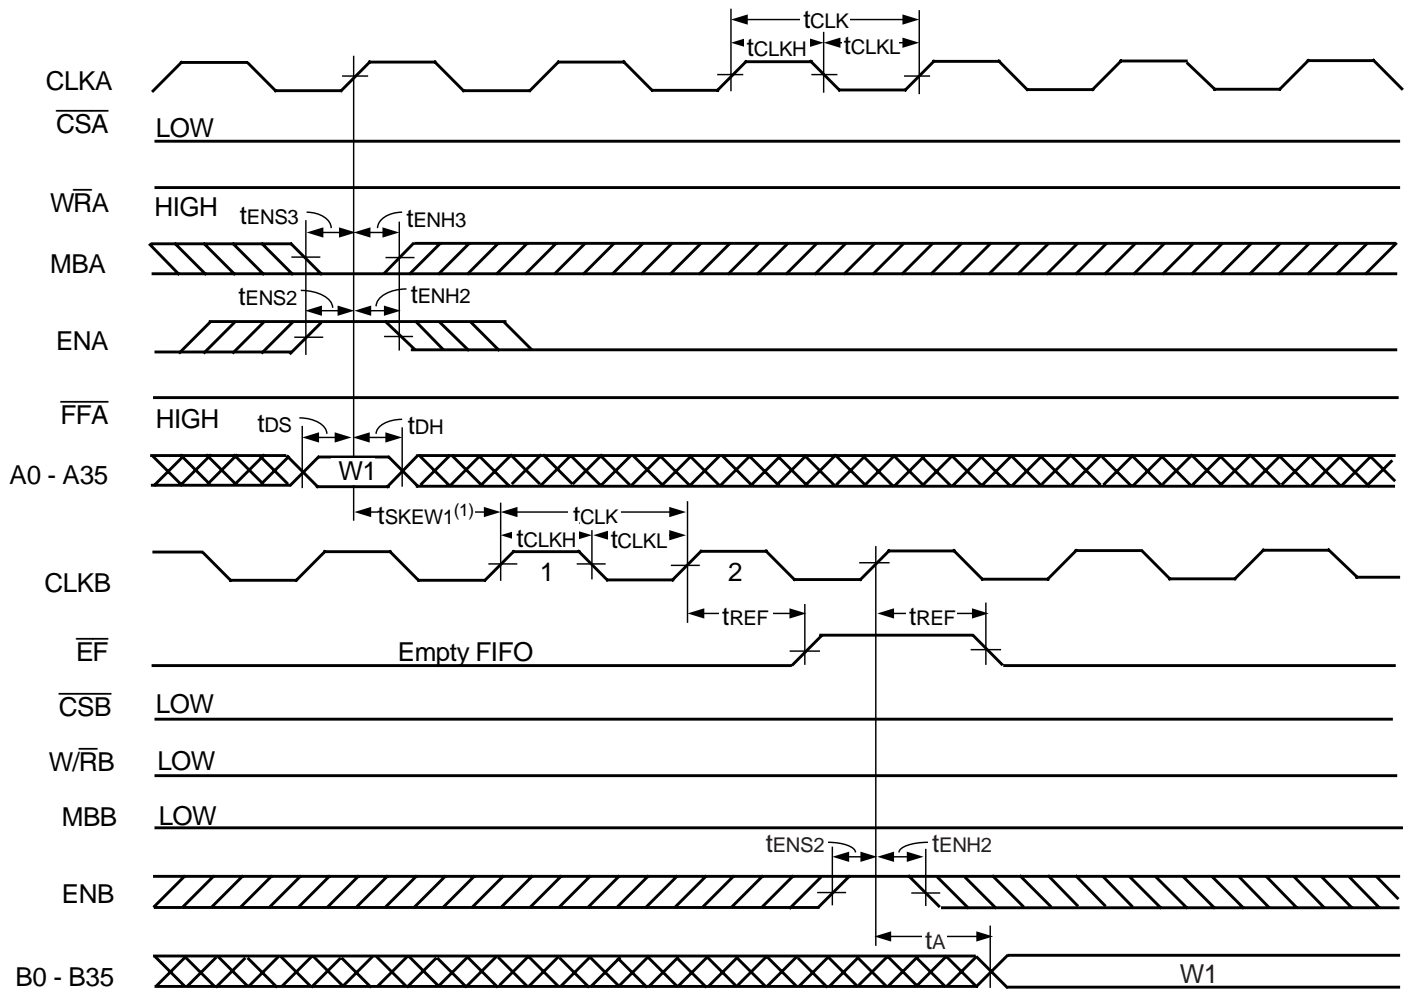 tCLK
tCLKH tCLKL
CLKA
CSA LOW
WRA HIGH
tENS3 tENH3
MBA
tENS2 tENH2
ENA
FFA HIGH
tDS tDH
A0 - A35 W1
tSKEW1(1) tCLK
tCLKH tCLKL
CLKB 1 2
tREF tREF
EF Empty FIFO
CSB LOW
W/RB LOW
MBB LOW
tENS2 tENH2
ENB
tA
B0 - B35 W1